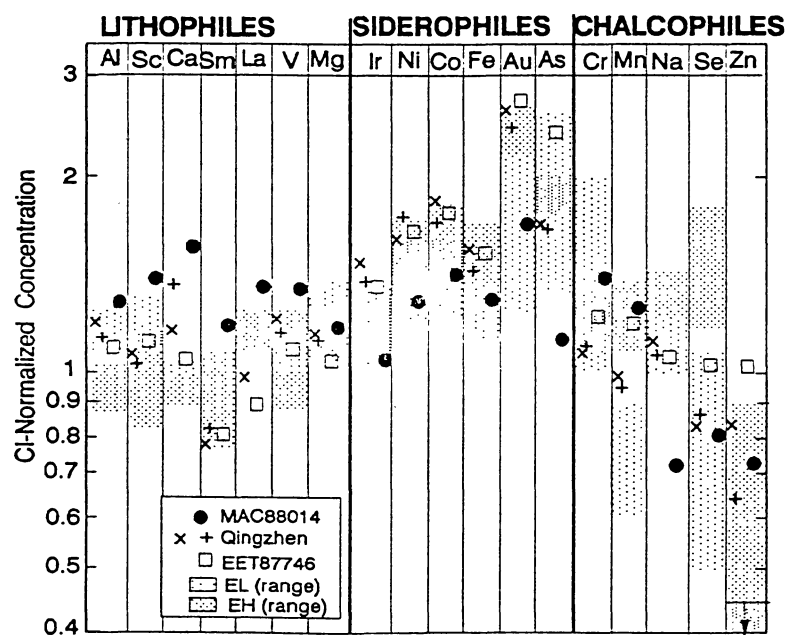 LITHOPHILES SIDEROPHILES CHALCOPHILES
Al Sc Ca Sm La V Mg Ir Ni Co Fe Au As Cr Mn Na Se Zn
3
2
1
0.9
0.8
0.7
0.6
0.5
0.4
CI-Normalized Concentration
MAC88014
Qingzhen
EET87746
EL (range)
EH (range)